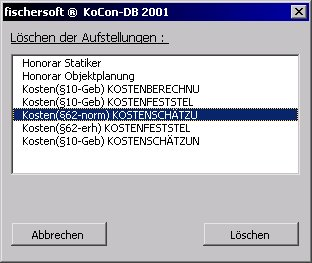 fischersoft ® KoCon-DB 2001
Löschen der Aufstellungen :
Honorar Statiker
Honorar Objektplanung
Kosten(§10-Geb) KOSTENBERECHNU
Kosten(§10-Geb) KOSTENFESTSTEL
Kosten(§62-norm) KOSTENSCHÄTZU
Kosten(§62-erh) KOSTENFESTSTEL
Kosten(§10-Geb) KOSTENSCHÄTZUN
Abbrechen
Löschen